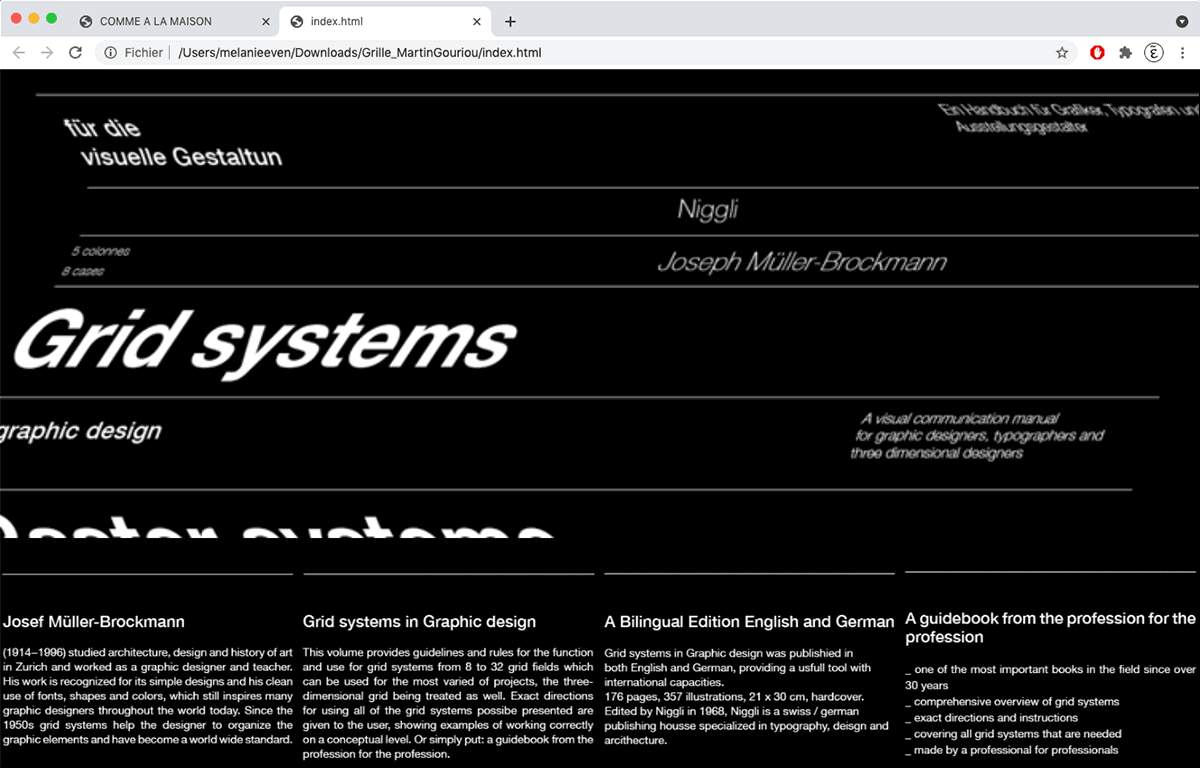 COMME A LA MAISON
index.html
Fichier
/Users/melanieeven/Downloads/Grille_MartinGouriou/index.html
Ein Handbuch für Grafiker, Typografen un
Ausstellungsgestalter
für die
visuelle Gestaltun
Niggli
5 colonnes
8 cases
Joseph Müller-Brockmann
Grid systems
graphic design
A visual communication manual
for graphic designers, typographers and
three dimensional designers
systems
Josef Müller-Brockmann
(1914–1996) studied architecture, design and history of art
in Zurich and worked as a graphic designer and teacher.
His work is recognized for its simple designs and his clean
use of fonts, shapes and colors, which still inspires many
graphic designers throughout the world today. Since the
1950s grid systems help the designer to organize the
graphic elements and have become a world wide standard.
Grid systems in Graphic design
This volume provides guidelines and rules for the function
and use for grid systems from 8 to 32 grid fields which
can be used for the most varied of projects, the three-
dimensional grid being treated as well. Exact directions
for using all of the grid systems possibe presented are
given to the user, showing examples of working correctly
on a conceptual level. Or simply put: a guidebook from the
profession for the profession.
A Bilingual Edition English and German
Grid systems in Graphic design was publishied in
both English and German, providing a usfull tool with
international capacities.
176 pages, 357 illustrations, 21 x 30 cm, hardcover.
Edited by Niggli in 1968, Niggli is a swiss / german
publishing housse specialized in typography, deisgn and
arcithecture.
A guidebook from the profession for the
profession
_ one of the most important books in the field since over
30 years
_ comprehensive overview of grid systems
_ exact directions and instructions
_ covering all grid systems that are needed
_ made by a professional for professionals